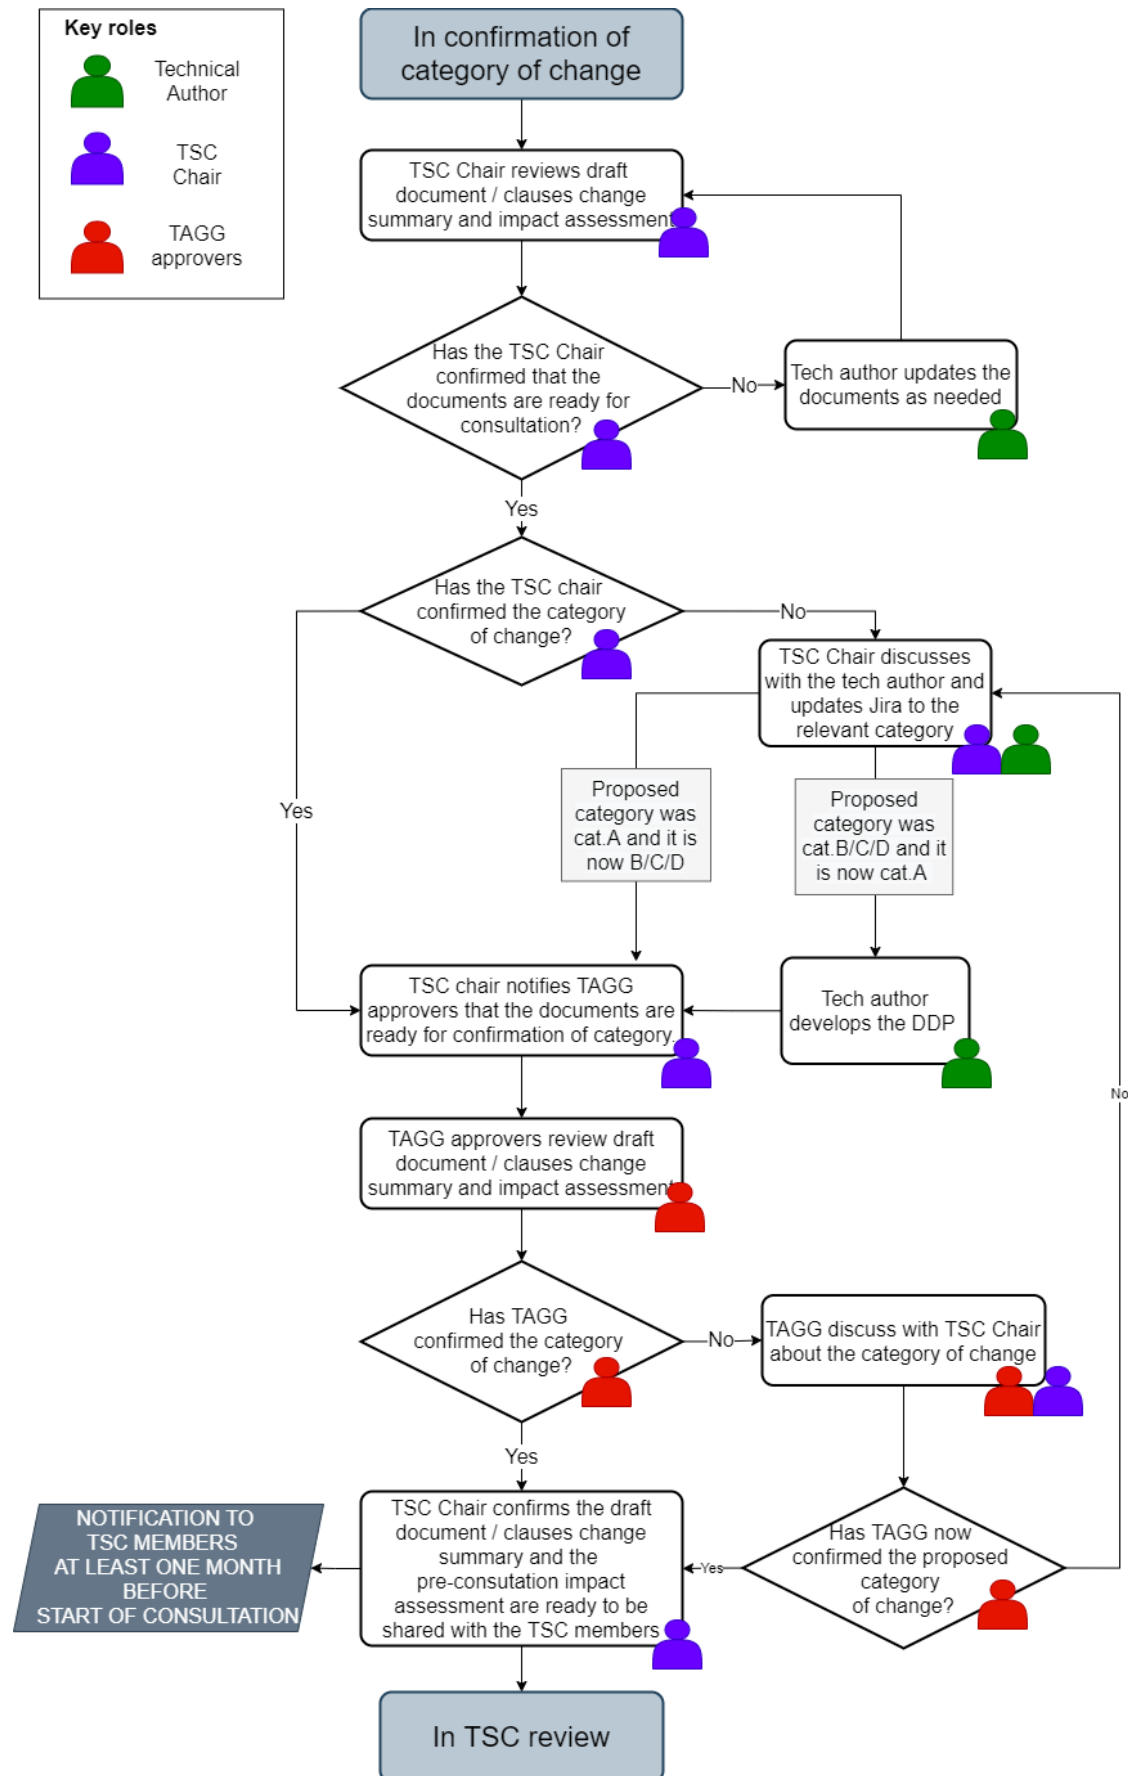 Key roles
Technical
Author
TSC
Chair
TAGG
approvers
In confirmation of
category of change
TSC Chair reviews draft
document / clauses change
summary and impact assessment
Has the TSC Chair
confirmed that the
documents are ready for
consultation?
No
Tech author updates the
documents as needed
Yes
Has the TSC chair
confirmed the category
of change?
No
TSC Chair discusses
with the tech author and
updates Jira to the
relevant category
Yes
Proposed
category was
cat.A and it is
now B/C/D
Proposed
category was
cat.B/C/D and it
is now cat.A
TSC chair notifies TAGG
approvers that the documents are
ready for confirmation of category.
Tech author
develops the DDP
No
TAGG approvers review draft
document / clauses change
summary and impact assessment
Has TAGG
confirmed the category
of change?
No
TAGG discuss with TSC Chair
about the category of change
Yes
NOTIFICATION TO
TSC MEMBERS
AT LEAST ONE MONTH
BEFORE
START OF CONSULTATION
TSC Chair confirms the draft
document / clauses change
summary and the
pre-consutation impact
assessment are ready to be
shared with the TSC members
Yes
Has TAGG now
confirmed the proposed
category
of change?
In TSC review